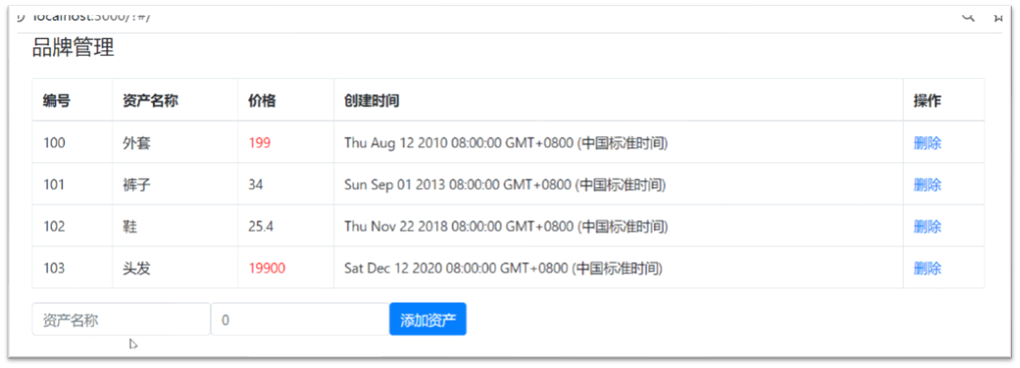 localhost:3000/?#/
品牌管理
编号 资产名称 价格 创建时间 操作
100 外套 199 Thu Aug 12 2010 08:00:00 GMT+0800 (中国标准时间) 删除
101 裤子 34 Sun Sep 01 2013 08:00:00 GMT+0800 (中国标准时间) 删除
102 鞋 25.4 Thu Nov 22 2018 08:00:00 GMT+0800 (中国标准时间) 删除
103 头发 19900 Sat Dec 12 2020 08:00:00 GMT+0800 (中国标准时间) 删除
资产名称 0 添加资产